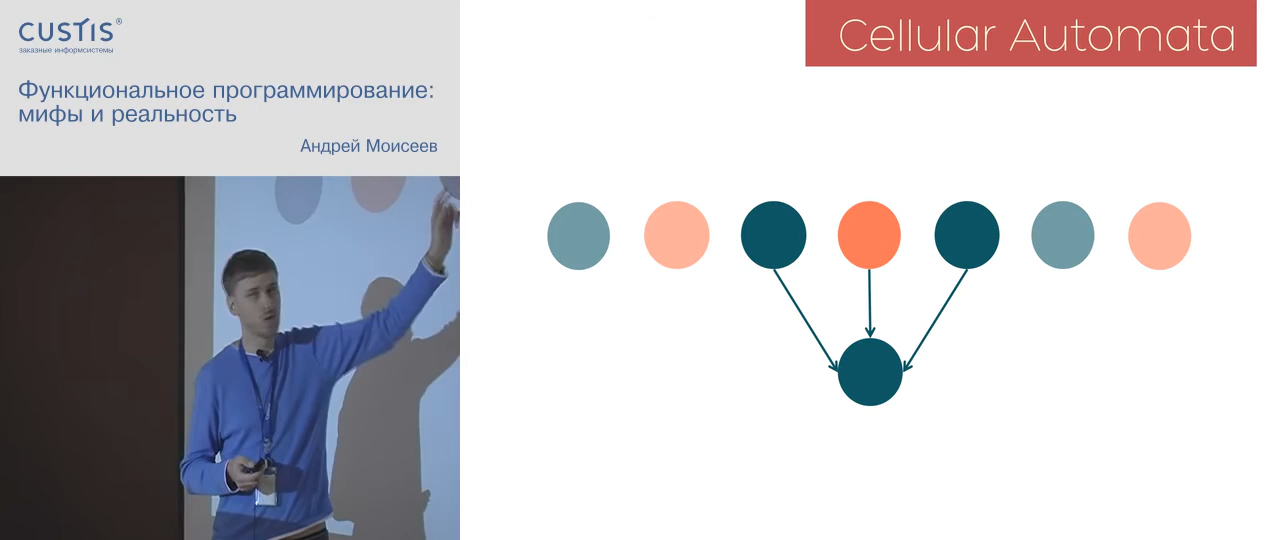 CUSTIS®
заказные информсистемы
Функциональное программирование:
мифы и реальность
Андрей Моисеев
Cellular Automata